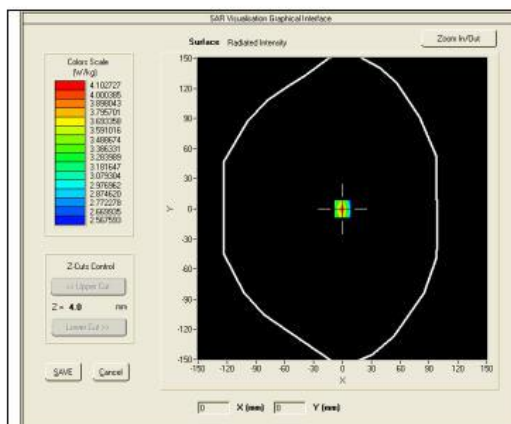 SAR Visualisation Graphical Interface
Surface Radiated Intensity
Zoom In/Out
Colors Scale
(W/kg)
4.102727
4.000385
3.898043
3.795701
3.693358
3.591016
3.488674
3.386331
3.283989
3.181647
3.079304
2.976962
2.874620
2.772278
2.669935
2.567593
Z-Cuts Control
<< Upper Cut
Z = 4.0 mm
Lower Cut >>
SAVE Cancel
150
120
90
60
30
0
-30
-60
-90
-120
-150
Y
-150 -120 -90 -60 -30 0 30 60 90 120 150
X
0 X (mm) 0 Y (mm)